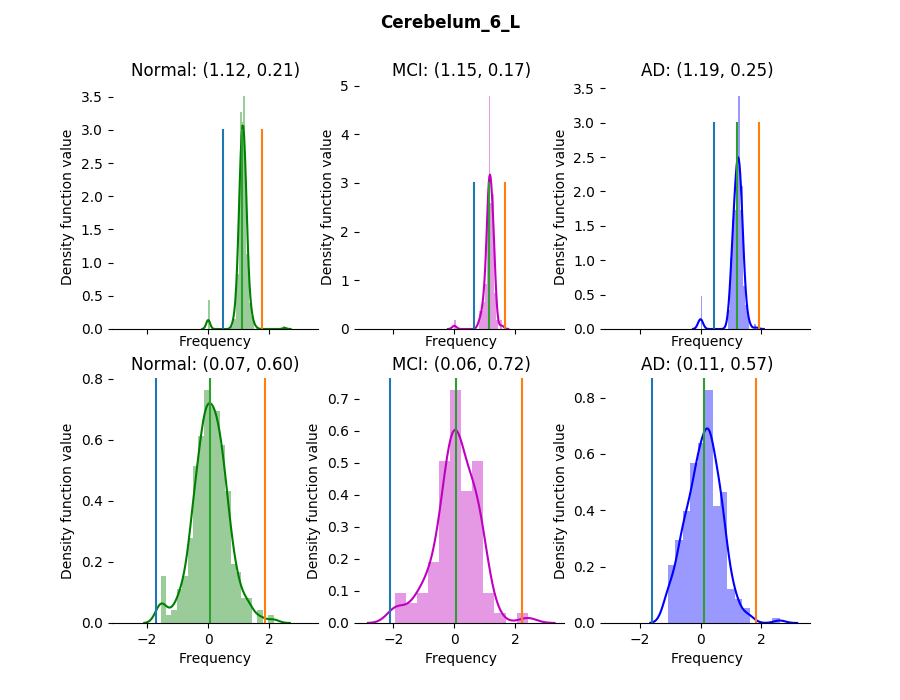 Cerebelum_6_L
Normal: (1.12, 0.21)
MCI: (1.15, 0.17)
AD: (1.19, 0.25)
Density function value
3.5
3.0
2.5
2.0
1.5
1.0
0.5
0.0
Frequency
Density function value
5
4
3
2
1
0
Frequency
Density function value
3.5
3.0
2.5
2.0
1.5
1.0
0.5
0.0
Frequency
Normal: (0.07, 0.60)
MCI: (0.06, 0.72)
AD: (0.11, 0.57)
Density function value
0.8
0.6
0.4
0.2
0.0
−2 0 2
Frequency
Density function value
0.7
0.6
0.5
0.4
0.3
0.2
0.1
0.0
−2 0 2
Frequency
Density function value
0.8
0.6
0.4
0.2
0.0
−2 0 2
Frequency